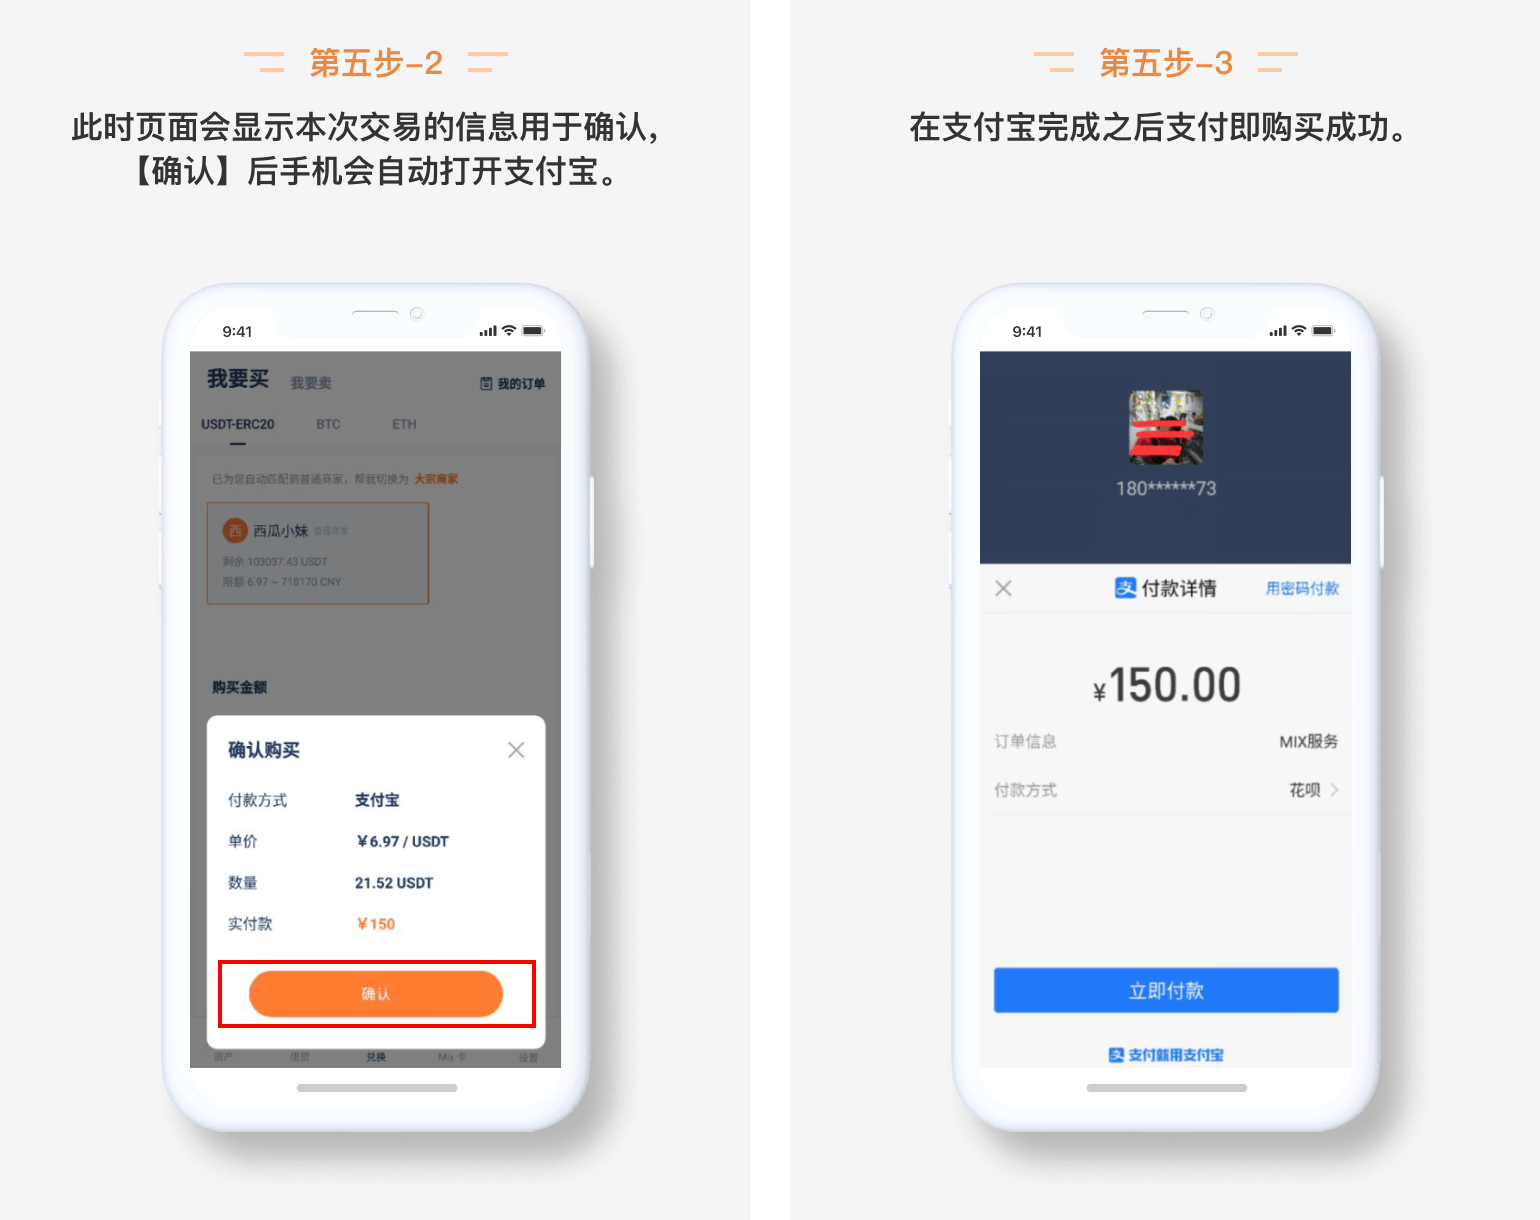 第五步-2
此时页面会显示本次交易的信息用于确认,
【确认】后手机会自动打开支付宝。
9:41
我要买 我要卖 我的订单
USDT-ERC20 BTC ETH
已为您自动匹配到普通商家，帮我切换为 大宗商家
西 西瓜小妹 普通商家
剩余 103037.43 USDT
限额 6.97 ~ 718170 CNY
购买金额
确认购买
付款方式 支付宝
单价 ¥6.97 / USDT
数量 21.52 USDT
实付款 ¥150
确认
资产 借贷 兑换 Mix 卡 设置
第五步-3
在支付宝完成之后支付即购买成功。
9:41
180******73
支 付款详情 用密码付款
¥150.00
订单信息 MIX服务
付款方式 花呗
立即付款
支 支付就用支付宝